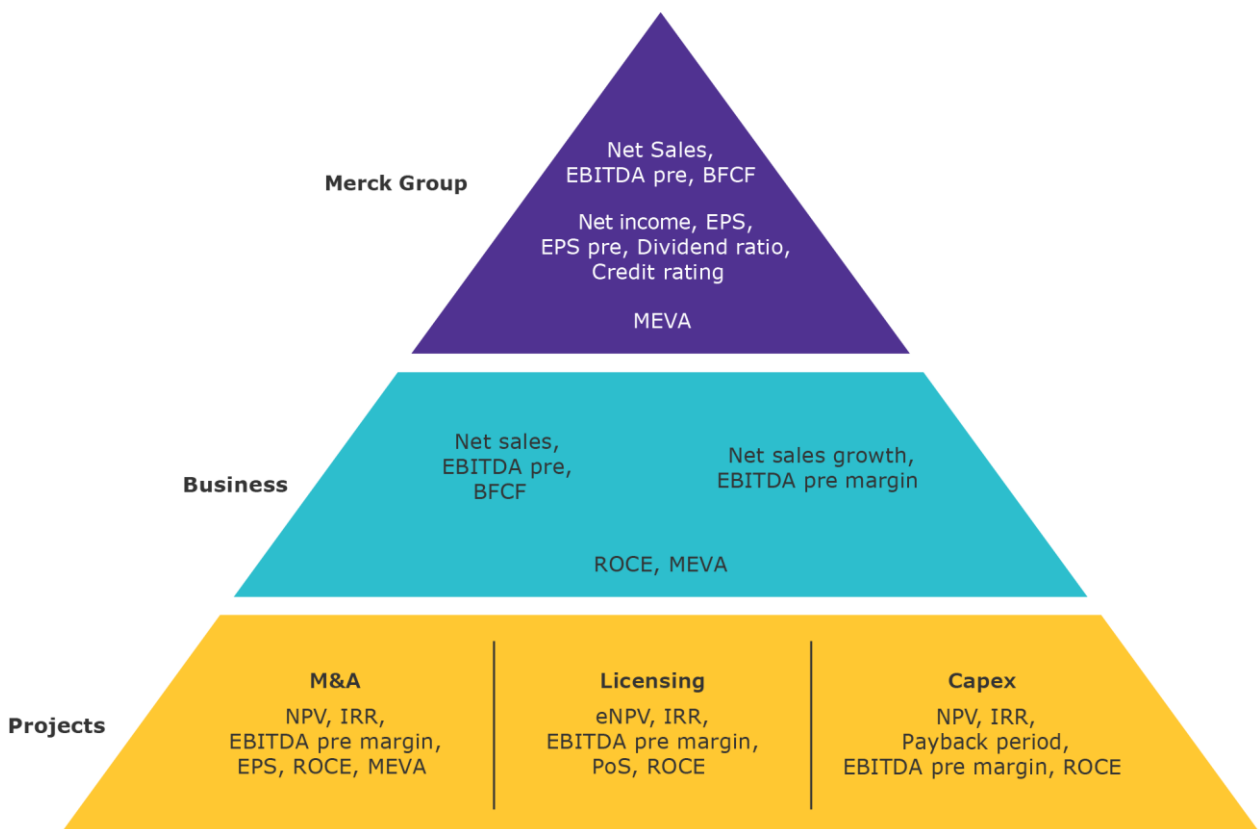 Merck Group
Net Sales,
EBITDA pre, BFCF
Net income, EPS,
EPS pre, Dividend ratio,
Credit rating
MEVA
Business
Net sales,
EBITDA pre,
BFCF
Net sales growth,
EBITDA pre margin
ROCE, MEVA
Projects
M&A
NPV, IRR,
EBITDA pre margin,
EPS, ROCE, MEVA
Licensing
eNPV, IRR,
EBITDA pre margin,
PoS, ROCE
Capex
NPV, IRR,
Payback period,
EBITDA pre margin, ROCE